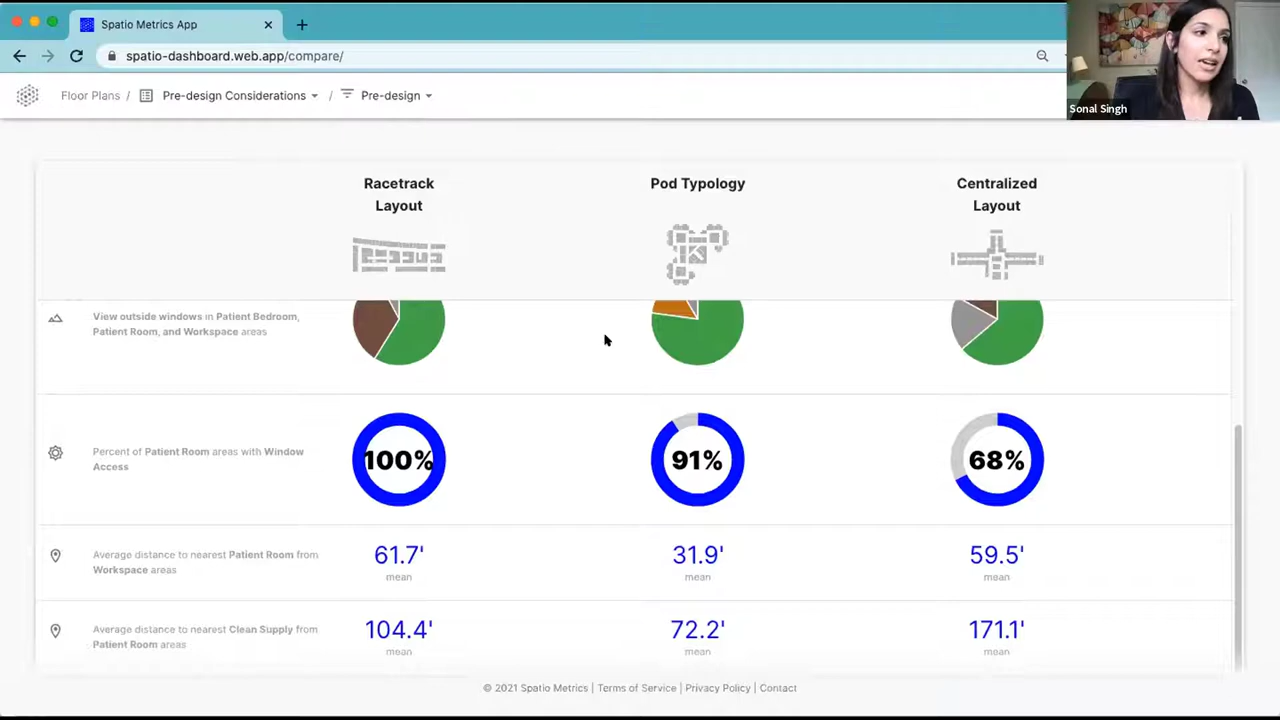 Spatio Metrics App
spatio-dashboard.web.app/compare/
Floor Plans / Pre-design Considerations / Pre-design
Sonal Singh
Racetrack
Layout
Pod Typology
Centralized
Layout
View outside windows in Patient Bedroom,
Patient Room, and Workspace areas
Percent of Patient Room areas with Window
Access
100%
91%
68%
Average distance to nearest Patient Room from
Workspace areas
61.7'
mean
31.9'
mean
59.5'
mean
Average distance to nearest Clean Supply from
Patient Room areas
104.4'
mean
72.2'
mean
171.1'
mean
© 2021 Spatio Metrics | Terms of Service | Privacy Policy | Contact